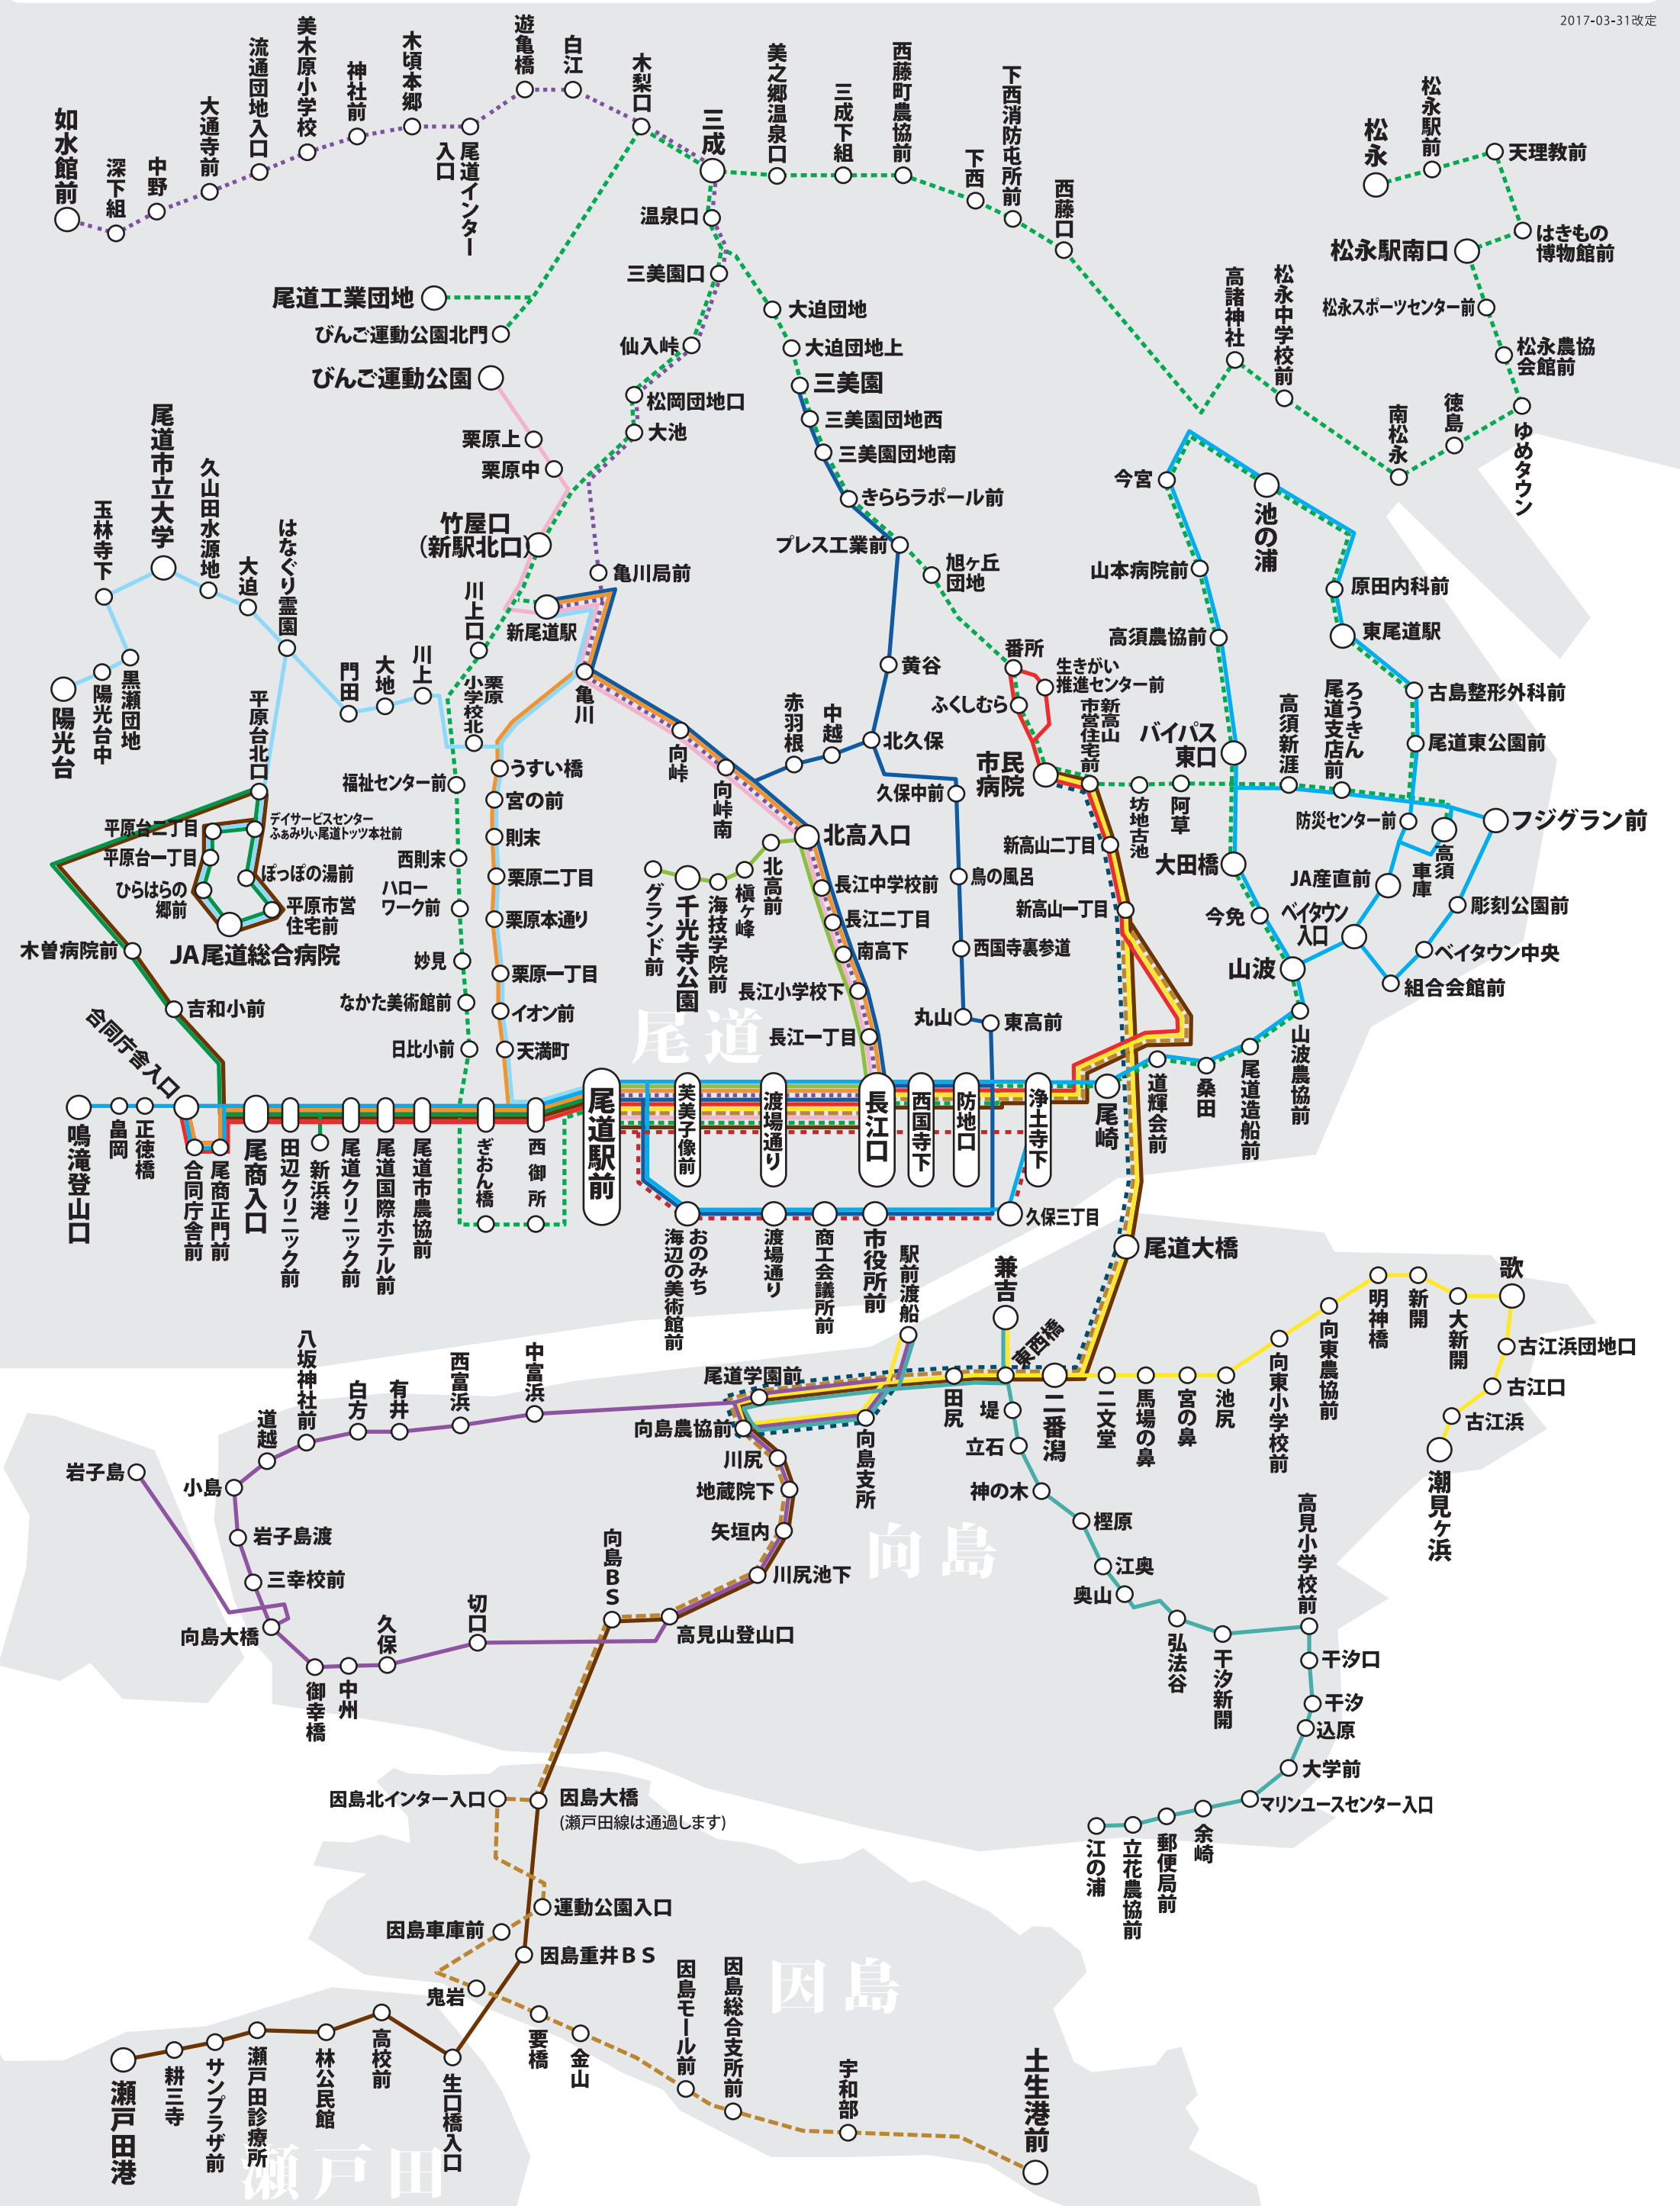 2017-03-31改定
如水館前
深下組
中野
大通寺前
流通団地入口
美木原小学校
神社前
木頃本郷
尾道インター
入口
遊亀橋
白江
木梨口
三成
美之郷温泉口
三成下組
西藤町農協前
下西
下西消防屯所前
西藤口
松永
松永駅前
天理教前
はきもの
博物館前
松永駅南口
松永スポーツセンター前
松永農協
会館前
ゆめタウン
徳島
南松永
松永中学校前
高諸神社
温泉口
三美園口
仙入峠
松岡団地口
大池
尾道工業団地
びんご運動公園北門
びんご運動公園
栗原上
栗原中
竹屋口
(新駅北口)
亀川局前
新尾道駅
川上口
大迫団地
大迫団地上
三美園
三美園団地西
三美園団地南
きららラポール前
プレス工業前
旭ヶ丘
団地
番所
生きがい
推進センター前
ふくしむら
市民
病院
新高山
市営住宅前
黄谷
北久保
中越
赤羽根
久保中前
鳥の風呂
西国寺裏参道
丸山
東高前
今宮
池の浦
山本病院前
高須農協前
原田内科前
東尾道駅
古島整形外科前
尾道東公園前
バイパス
東口
高須新涯
ろうきん
尾道支店前
坊地古池
阿草
防災センター前
高須
車庫
フジグラン前
大田橋
JA産直前
ベイタウン
入口
彫刻公園前
ベイタウン中央
組合会館前
今免
山波
山波農協前
尾道造船前
桑田
道輝会前
尾崎
新高山二丁目
新高山一丁目
尾道市立大学
玉林寺下
久山田水源地
大迫
はなぐり霊園
陽光台
陽光台中
黒瀬団地
門田
大地
川上
栗原
小学校北
亀川
向峠
向峠南
北高入口
北高前
槇ヶ峰
海技学院前
千光寺公園
グランド前
長江中学校前
長江二丁目
南高下
長江小学校下
長江一丁目
うすい橋
宮の前
則末
栗原二丁目
栗原本通り
栗原一丁目
イオン前
天満町
福祉センター前
西則末
ハロー
ワーク前
妙見
なかた美術館前
日比小前
平原台北口
平原台二丁目
デイサービスセンター
ふぁみりぃ尾道トッツ本社前
平原台一丁目
ぽっぽの湯前
ひらはらの
郷前
平原市営
住宅前
JA尾道総合病院
木曽病院前
吉和小前
合同庁舎入口
尾道
鳴滝登山口
畠岡
正徳橋
合同庁舎前
尾商正門前
尾商入口
田辺クリニック前
新浜港
尾道クリニック前
尾道国際ホテル前
尾道市農協前
ぎおん橋
西御所
尾道駅前
芙美子像前
渡場通り
長江口
西国寺下
防地口
浄土寺下
おのみち
海辺の美術館前
渡場通り
商工会議所前
市役所前
久保三丁目
駅前渡船
尾道大橋
兼吉
東西橋
尾道学園前
向島農協前
向島支所
田尻
二番潟
二文堂
馬場の鼻
宮の鼻
池尻
向東小学校前
向東農協前
明神橋
新開
大新開
歌
古江浜団地口
古江口
古江浜
潮見ヶ浜
堤
立石
神の木
樫原
江奥
奥山
弘法谷
干汐新開
高見小学校前
干汐口
干汐
込原
大学前
マリンユースセンター入口
余崎
郵便局前
立花農協前
江の浦
向島
中富浜
西富浜
有井
白方
八坂神社前
道越
小島
岩子島
岩子島渡
三幸校前
向島大橋
御幸橋
中州
久保
切口
川尻
地蔵院下
矢垣内
川尻池下
高見山登山口
向島BS
因島大橋
(瀬戸田線は通過します)
因島北インター入口
運動公園入口
因島車庫前
因島重井BS
鬼岩
要橋
金山
因島モール前
因島総合支所前
宇和部
土生港前
因島
瀬戸田港
耕三寺
サンプラザ前
瀬戸田診療所
林公民館
高校前
生口橋入口
瀬戸田